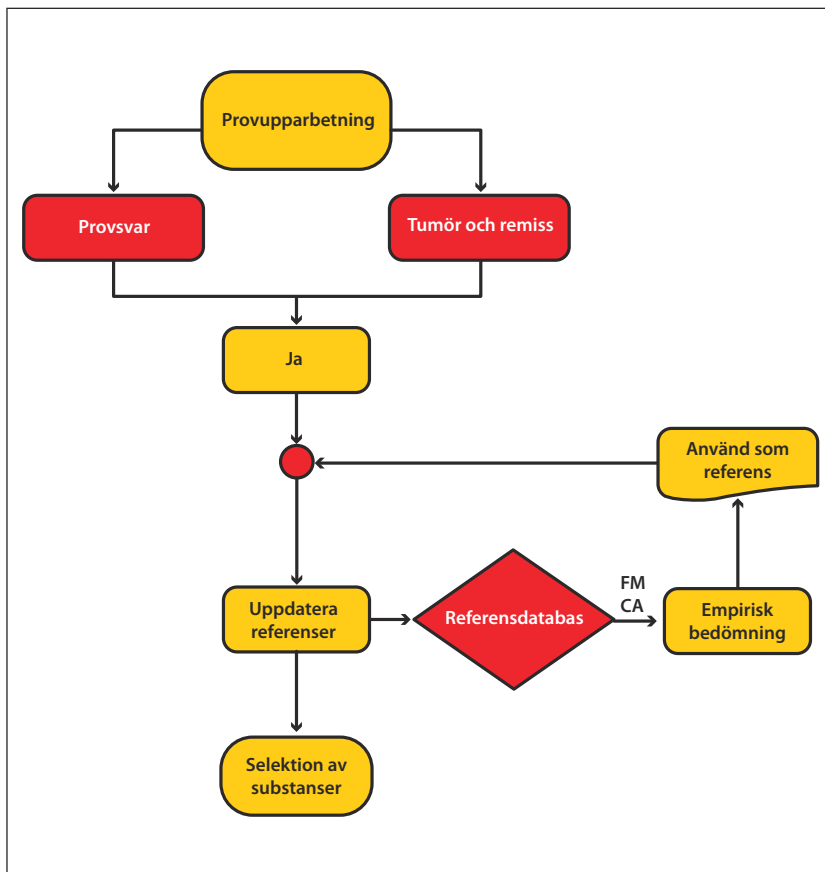 Provupparbetning
Provsvar
Tumör och remiss
Ja
Använd som
referens
Uppdatera
referenser
Referensdatabas
FM
CA
Empirisk
bedömning
Selektion av
substanser